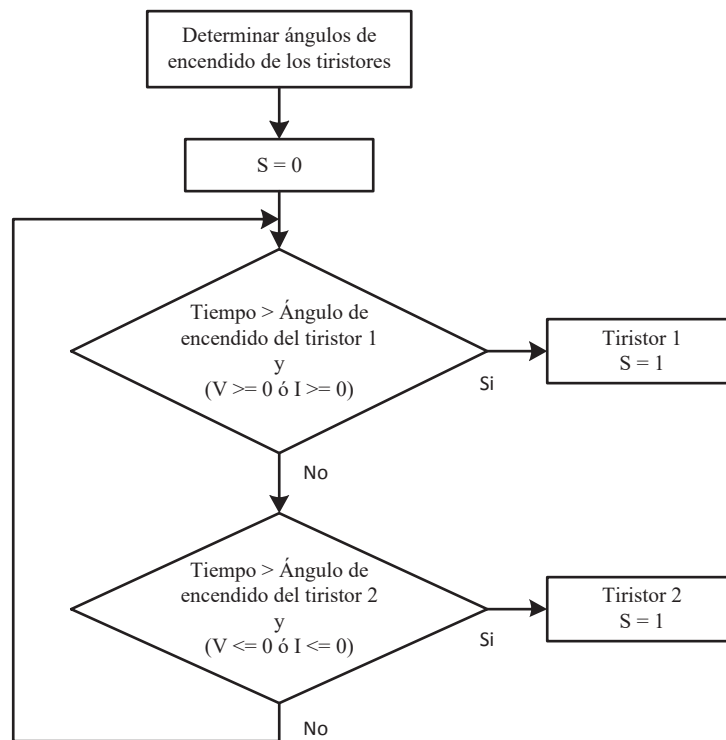 Determinar ángulos de
encendido de los tiristores
S = 0
Tiempo > Ángulo de
encendido del tiristor 1
y
(V >= 0 ó I >= 0)
Si
Tiristor 1
S = 1
No
Tiempo > Ángulo de
encendido del tiristor 2
y
(V <= 0 ó I <= 0)
Si
Tiristor 2
S = 1
No